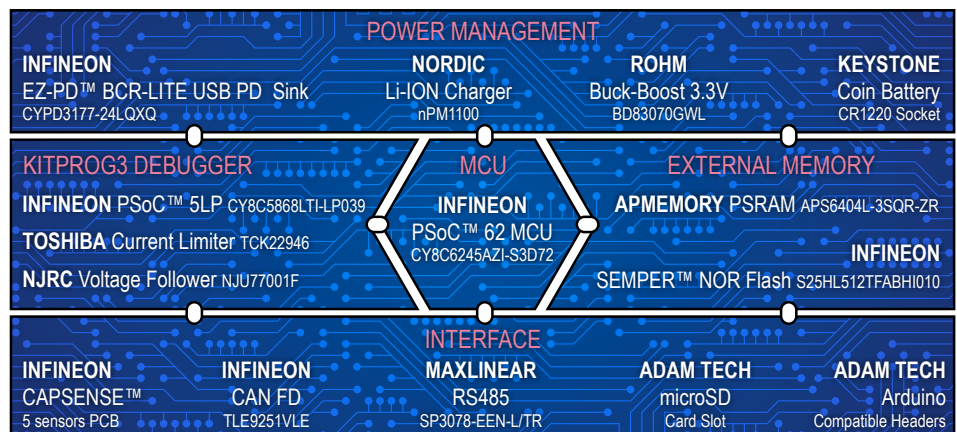 POWER MANAGEMENT
INFINEON
EZ-PD™ BCR-LITE USB PD Sink
CYPD3177-24LQXQ
NORDIC
Li-ION Charger
nPM1100
ROHM
Buck-Boost 3.3V
BD83070GWL
KEYSTONE
Coin Battery
CR1220 Socket
KITPROG3 DEBUGGER
INFINEON PSoC™ 5LP CY8C5868LTI-LP039
TOSHIBA Current Limiter TCK22946
NJRC Voltage Follower NJU77001F
MCU
INFINEON
PSoC™ 62 MCU
CY8C6245AZI-S3D72
EXTERNAL MEMORY
APMEMORY PSRAM APS6404L-3SQR-ZR
INFINEON
SEMPER™ NOR Flash S25HL512TFABHI010
INTERFACE
INFINEON
CAPSENSE™
5 sensors PCB
INFINEON
CAN FD
TLE9251VLE
MAXLINEAR
RS485
SP3078-EEN-L/TR
ADAM TECH
microSD
Card Slot
ADAM TECH
Arduino
Compatible Headers